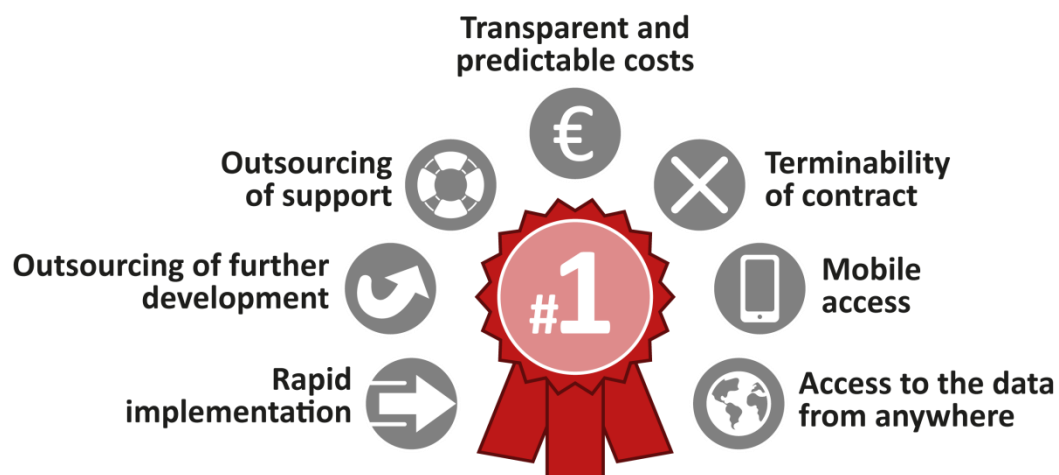 Transparent and
predictable costs
€
Outsourcing
of support
Terminability
of contract
Outsourcing of further
development
#1
Mobile
access
Rapid
implementation
Access to the data
from anywhere